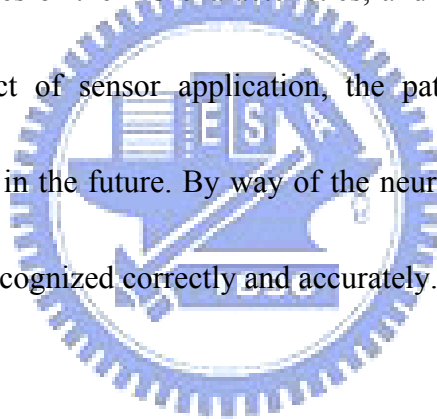 ct of sensor application, the pat
in the future. By way of the neur
cognized correctly and accurately.
E S A